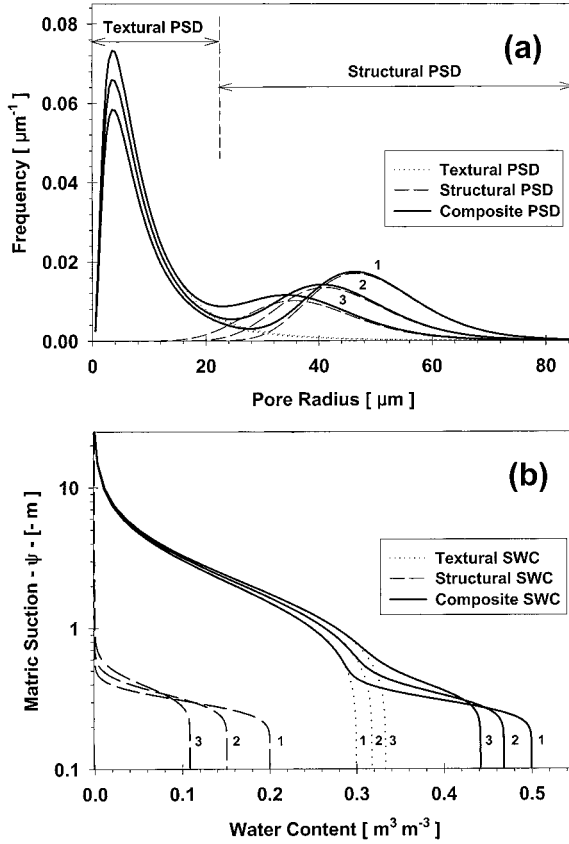 Textural PSD
(a)
Structural PSD
Textural PSD
Structural PSD
Composite PSD
1
2
3
Frequency [ µm⁻¹ ]
0.08
0.06
0.04
0.02
0.00
0
20
40
60
80
Pore Radius [ µm ]
(b)
Textural SWC
Structural SWC
Composite SWC
Matric Suction - ψ - [- m ]
10
1
0.1
3
2
1
1
2
3
3
2
1
0.0
0.1
0.2
0.3
0.4
0.5
Water Content [ m³ m⁻³ ]